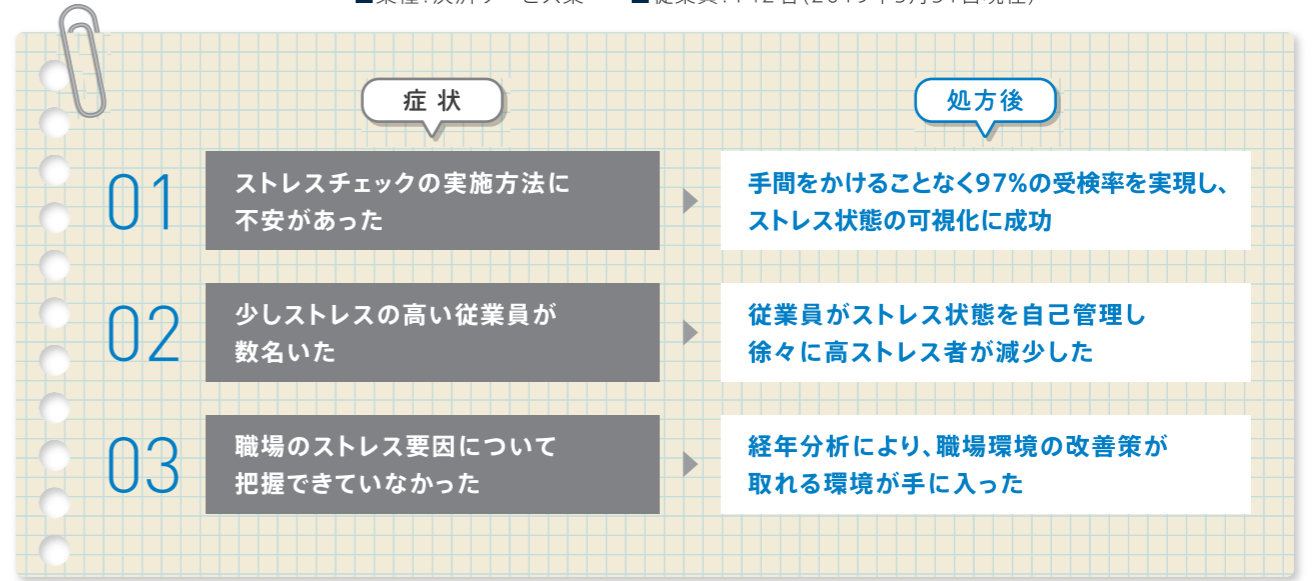 症状
処方後
01
ストレスチェックの実施方法に
不安があった
手間をかけることなく97%の受検率を実現し、
ストレス状態の可視化に成功
02
少しストレスの高い従業員が
数名いた
従業員がストレス状態を自己管理し
徐々に高ストレス者が減少した
03
職場のストレス要因について
把握できていなかった
経年分析により、職場環境の改善策が
取れる環境が手に入った